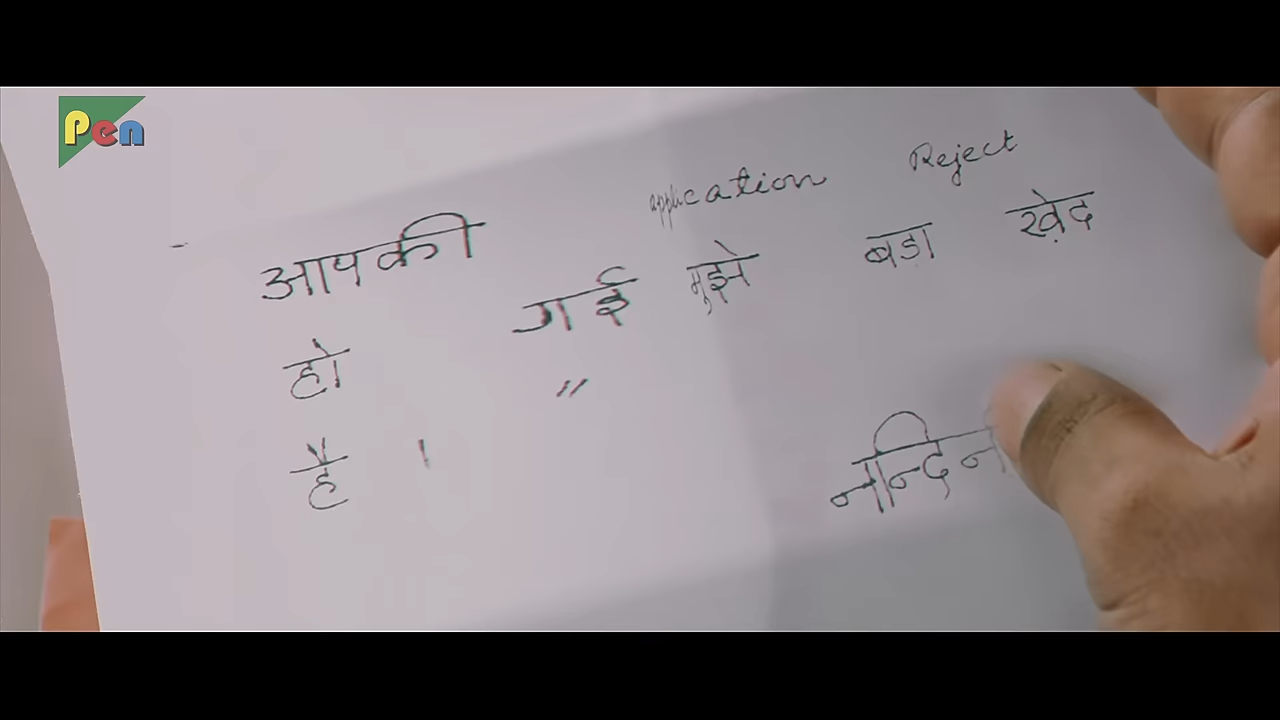 Pen
आपकी application Reject
हो गई मुझे बड़ा खे़द
है । "